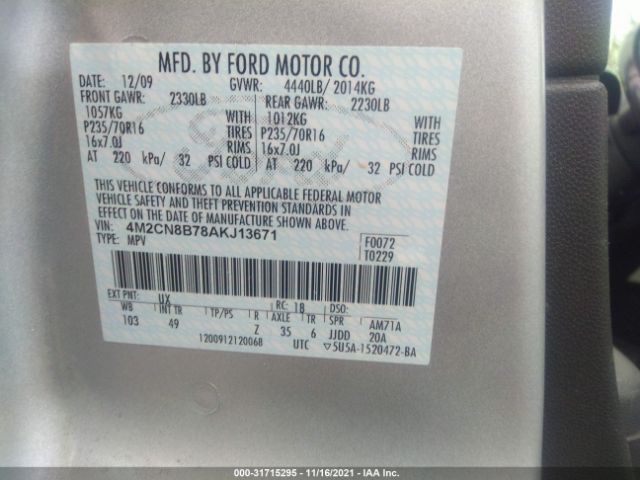 MFD. BY FORD MOTOR CO.
DATE: 12/09 GVWR: 4440LB/ 2014KG
FRONT GAWR: 2330LB REAR GAWR: 2230LB
1057KG WITH 1012KG WITH
P235/70R16 TIRES P235/70R16 TIRES
16x7.0J RIMS 16x7.0J RIMS
AT 220 kPa/ 32 PSI COLD AT 220 kPa/ 32 PSI COLD
THIS VEHICLE CONFORMS TO ALL APPLICABLE FEDERAL MOTOR
VEHICLE SAFETY AND THEFT PREVENTION STANDARDS IN
EFFECT ON THE DATE OF MANUFACTURE SHOWN ABOVE.
VIN: 4M2CN8B78AKJ13671 F0072
TYPE: MPV T0229
EXT PNT: UX RC: 18 DSO:
WB INT TR TP/PS R AXLE TR SPR AM71A
103 49 Z 35 6 JJDD 20A
1200912120068 UTC ▽5U5A-1520472-BA
Ford
000-31715295 - 11/16/2021 - IAA Inc.